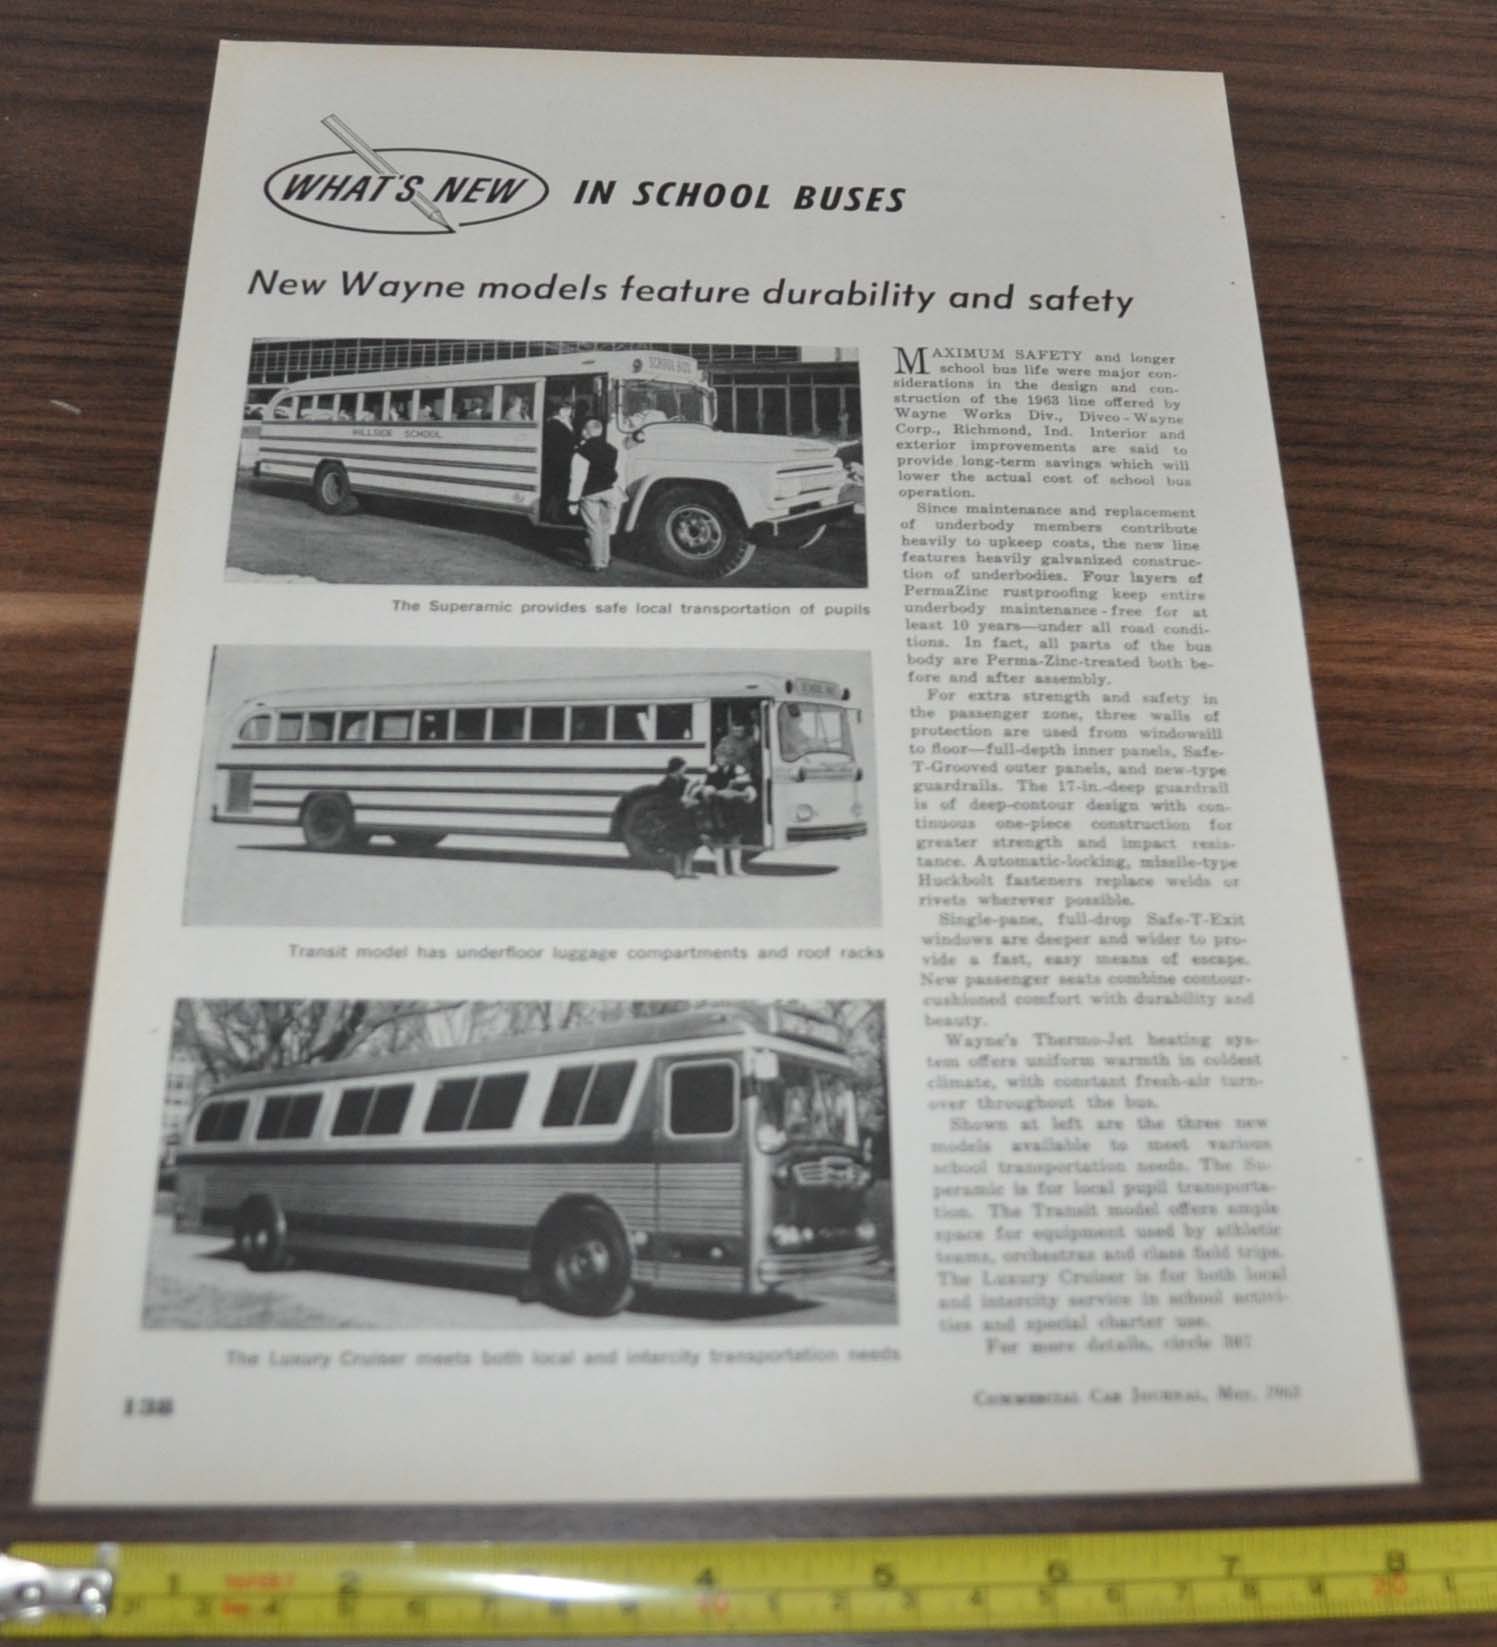 WHAT'S NEW IN SCHOOL BUSES
New Wayne models feature durability and safety
SCHOOL BUS
HILLSIDE SCHOOL
The Superamic provides safe local transportation of pupils
SCHOOL BUS
Transit model has underfloor luggage compartments and roof racks
The Luxury Cruiser meets both local and intercity transportation needs
MAXIMUM SAFETY and longer
school bus life were major con-
siderations in the design and con-
struction of the 1963 line offered by
Wayne Works Div., Divco-Wayne
Corp., Richmond, Ind. Interior and
exterior improvements are said to
provide long-term savings which will
lower the actual cost of school bus
operation.
Since maintenance and replacement
of underbody members contribute
heavily to upkeep costs, the new line
features heavily galvanized construc-
tion of underbodies. Four layers of
PermaZinc rustproofing keep entire
underbody maintenance-free for at
least 10 years—under all road condi-
tions. In fact, all parts of the bus
body are Perma-Zinc-treated both be-
fore and after assembly.
For extra strength and safety in
the passenger zone, three walls of
protection are used from windowsill
to floor—full-depth inner panels, Safe-
T-Grooved outer panels, and new-type
guardrails. The 17-in.-deep guardrail
is of deep-contour design with con-
tinuous one-piece construction for
greater strength and impact resis-
tance. Automatic-locking, missile-type
Huckbolt fasteners replace welds or
rivets wherever possible.
Single-pane, full-drop Safe-T-Exit
windows are deeper and wider to pro-
vide a fast, easy means of escape.
New passenger seats combine contour-
cushioned comfort with durability and
beauty.
Wayne's Thermo-Jet heating sys-
tem offers uniform warmth in coldest
climate, with constant fresh-air turn-
over throughout the bus.
Shown at left are the three new
models available to meet various
school transportation needs. The Su-
peramic is for local pupil transporta-
tion. The Transit model offers ample
space for equipment used by athletic
teams, orchestras and class field trips.
The Luxury Cruiser is for both local
and intercity service in school activi-
ties and special charter use.
For more details, circle
138
COMMERCIAL CAR JOURNAL, May, 1963
1 2 3 4 5 6 7 8